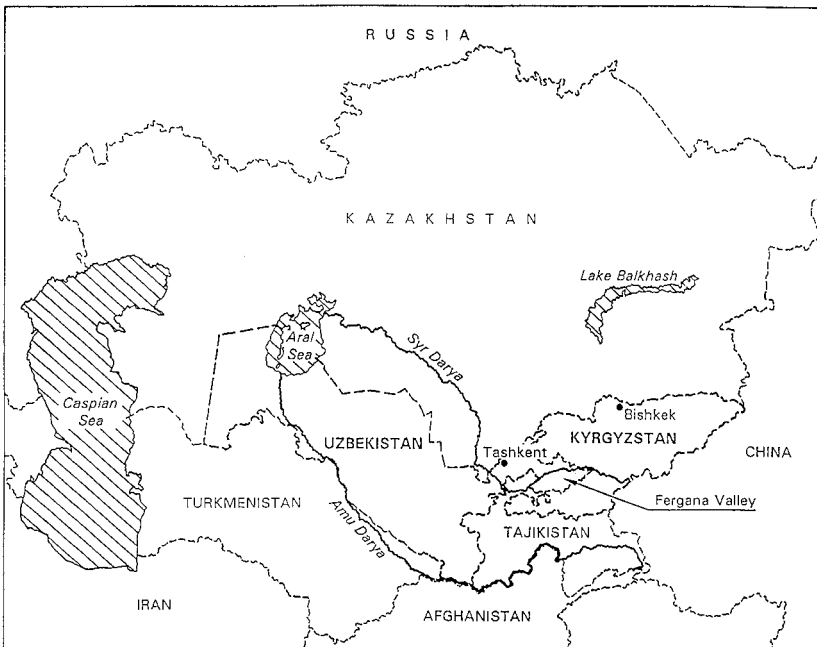 RUSSIA
KAZAKHSTAN
Lake Balkhash
Aral
Sea
Syr Darya
Caspian
Sea
Bishkek
UZBEKISTAN
Tashkent
KYRGYZSTAN
CHINA
TURKMENISTAN
Amu Darya
Fergana Valley
TAJIKISTAN
IRAN
AFGHANISTAN